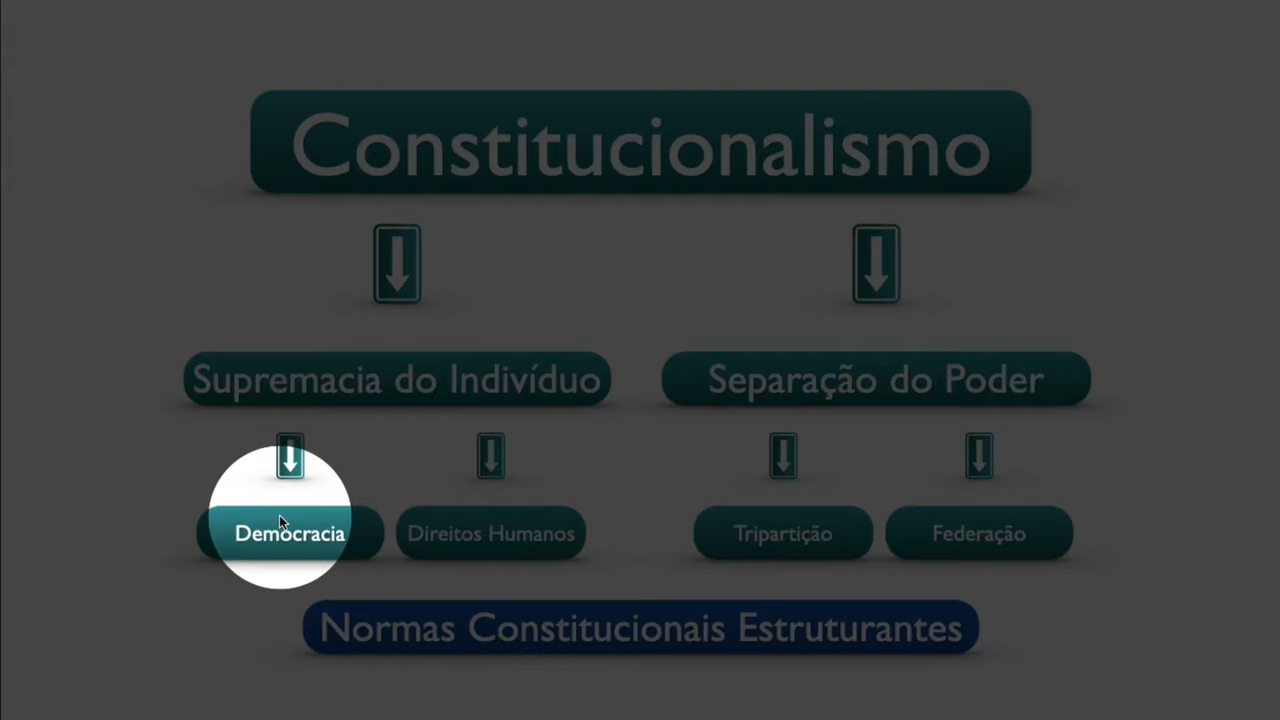 Constitucionalismo
Supremacia do Indivíduo
Separação do Poder
Democracia
Direitos Humanos
Tripartição
Federação
Normas Constitucionais Estruturantes